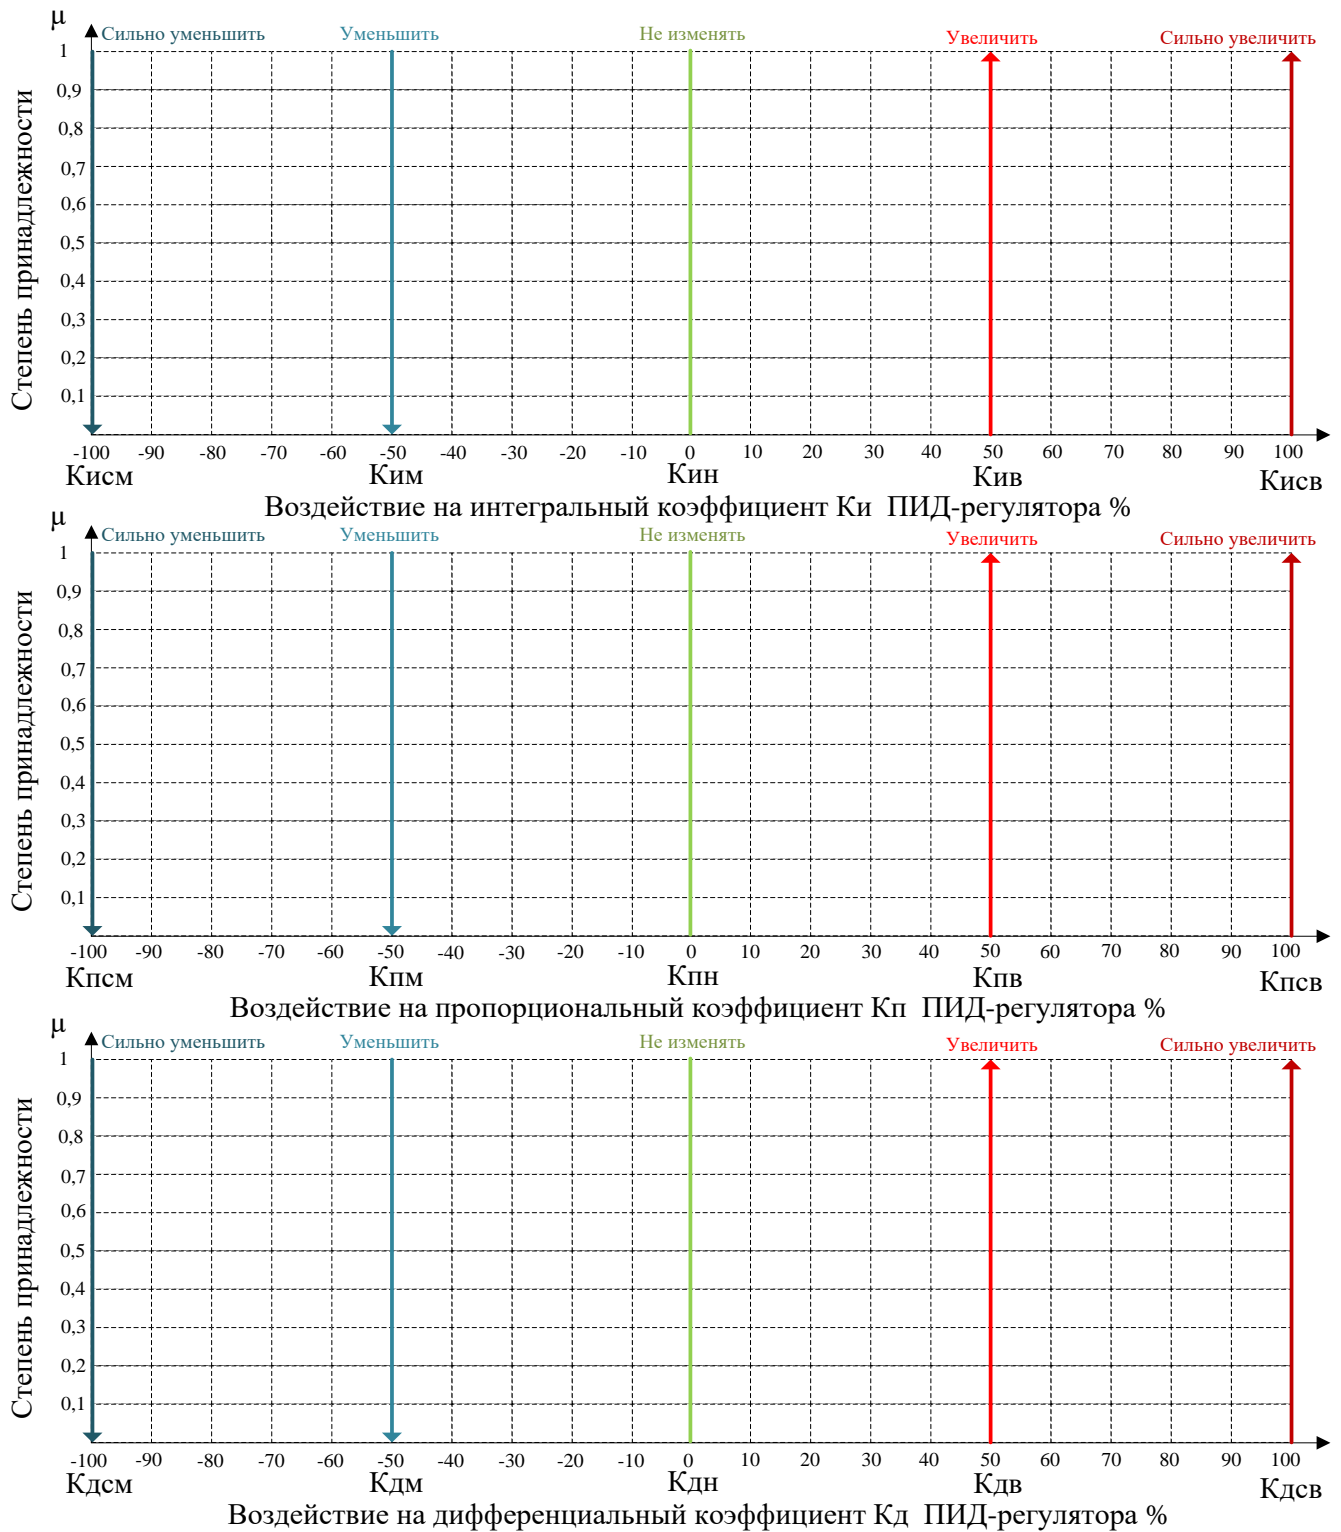 μ
Сильно уменьшить Уменьшить Не изменять Увеличить Сильно увеличить
1
0,9
0,8
0,7
0,6
0,5
0,4
0,3
0,2
0,1
Степень принадлежности
-100 -90 -80 -70 -60 -50 -40 -30 -20 -10 0 10 20 30 40 50 60 70 80 90 100
Кисм Ким Кин Кив Кисв
Воздействие на интегральный коэффициент Ки ПИД-регулятора %
μ
Сильно уменьшить Уменьшить Не изменять Увеличить Сильно увеличить
1
0,9
0,8
0,7
0,6
0,5
0,4
0,3
0,2
0,1
Степень принадлежности
-100 -90 -80 -70 -60 -50 -40 -30 -20 -10 0 10 20 30 40 50 60 70 80 90 100
Кпсм Кпм Кпн Кпв Кпсв
Воздействие на пропорциональный коэффициент Кп ПИД-регулятора %
μ
Сильно уменьшить Уменьшить Не изменять Увеличить Сильно увеличить
1
0,9
0,8
0,7
0,6
0,5
0,4
0,3
0,2
0,1
Степень принадлежности
-100 -90 -80 -70 -60 -50 -40 -30 -20 -10 0 10 20 30 40 50 60 70 80 90 100
Кдсм Кдм Кдн Кдв Кдсв
Воздействие на дифференциальный коэффициент Кд ПИД-регулятора %